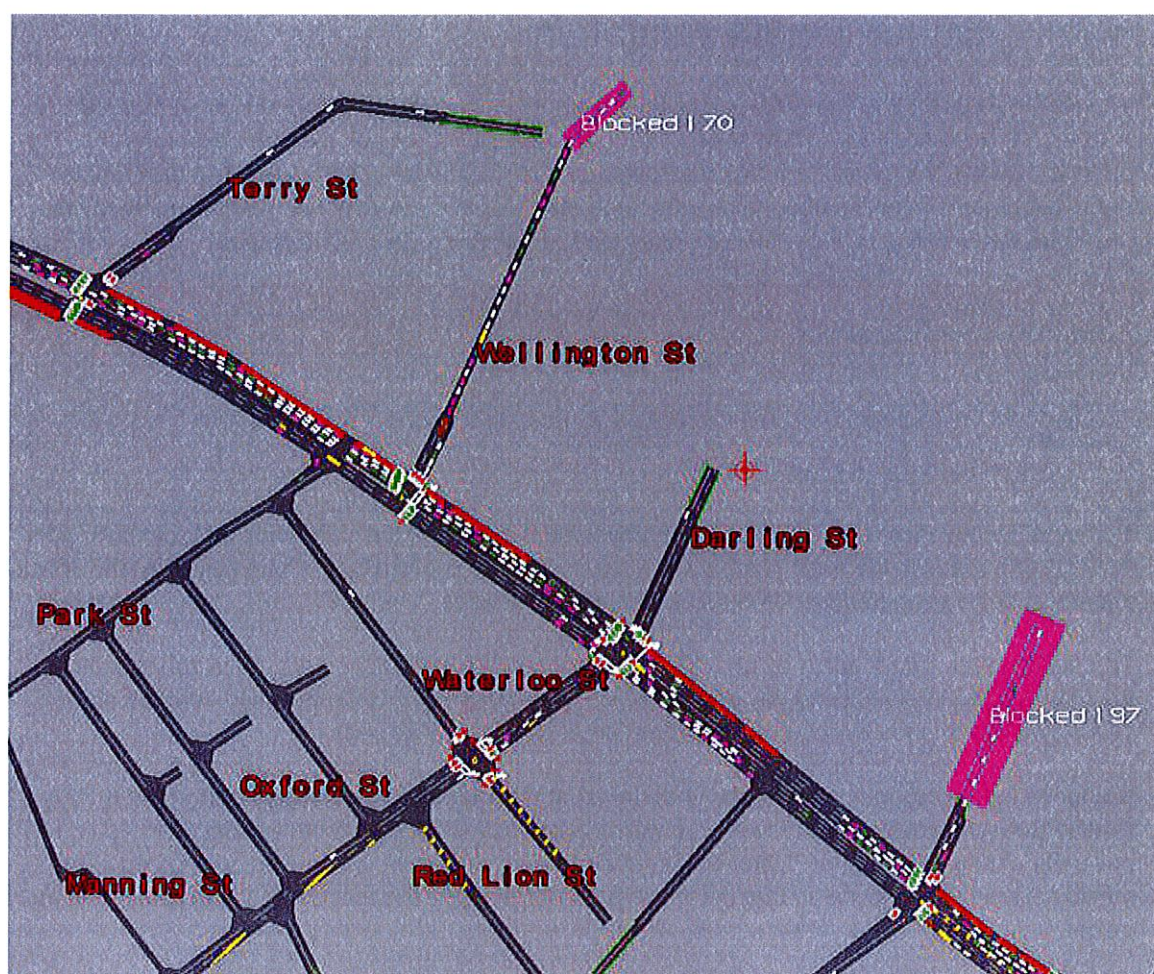 Blocked 170
Terry St
Wellington St
Darling St
Park St
Waterloo St
Blocked 197
Oxford St
Manning St
Red Lion St